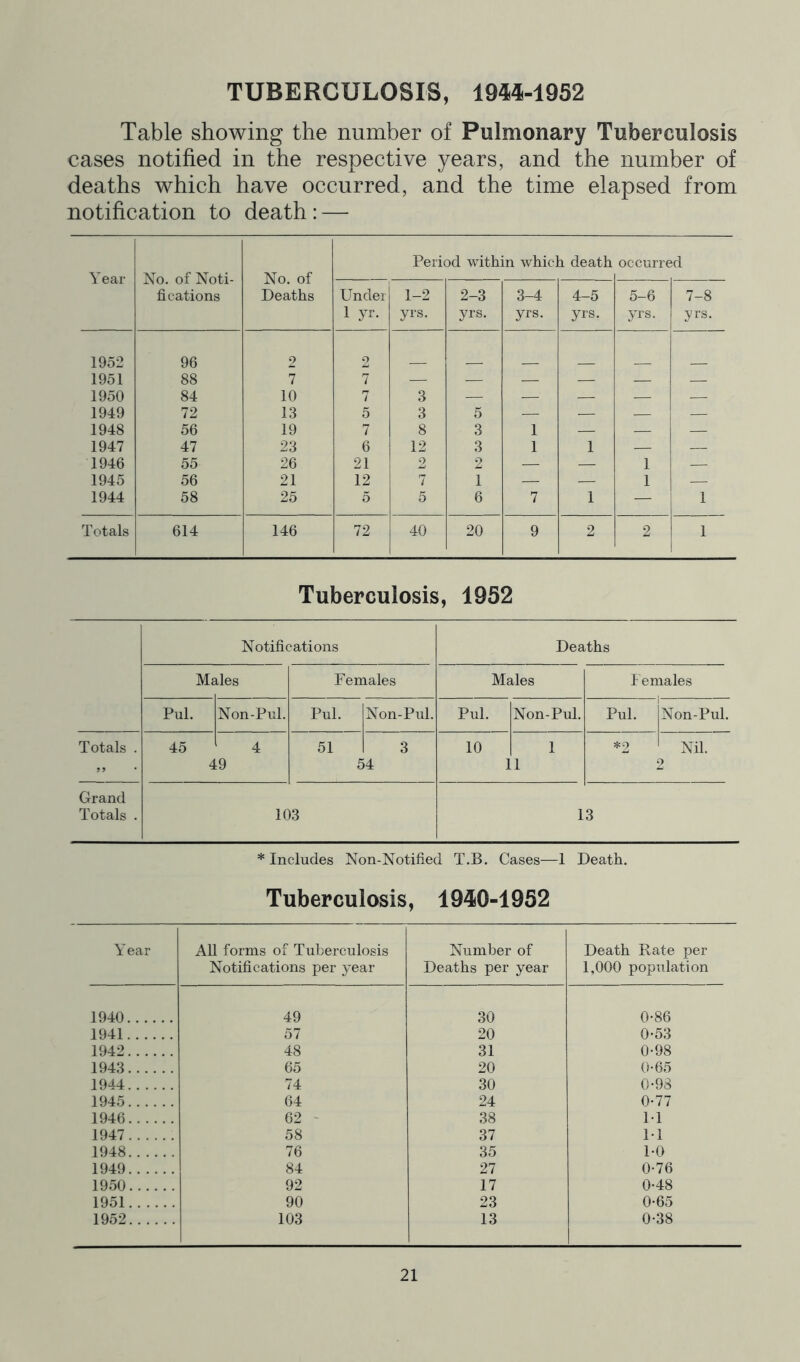 TUBERCULOSIS, 1944-1952
Table showing the number of Pulmonary Tuberculosis
cases notified in the respective years, and the number of
deaths which have occurred, and the time elapsed from
notification to death:—
Year No. of Notifications No. of Deaths Period within which death occurred
Under 1 yr. 1-2 yrs. 2-3 yrs. 3-4 yrs. 4-5 yrs. 5-6 yrs. 7-8 yrs.
1952 96 2 2 — — — — — —
1951 88 7 7 — — — — — —
1950 84 10 7 3 — — — — —
1949 72 13 5 3 5 — — — —
1948 56 19 7 8 3 1 — — —
1947 47 23 6 12 3 1 1 — —
1946 55 26 21 2 2 — — 1 —
1945 56 21 12 7 1 — — 1 —
1944 58 25 5 5 6 7 1 — 1
Totals 614 146 72 40 20 9 2 2 1
Tuberculosis, 1952
Notifications Deaths
Males Females Males Females
Pul. Non-Pul. Pul. Non-Pul. Pul. Non-Pul. Pul. Non-Pul.
Totals . 45 4 51 3 10 1 *2 Nil.
„ . 49 54 11 2
Grand
Totals . 103 13
* Includes Non-Notified T.B. Cases—1 Death.
Tuberculosis, 1940-1952
Year All forms of Tuberculosis Number of Death Rate per
Notifications per year Deaths per year 1,000 population
1940...... 49 30 0·86
1941...... 57 20 0·53
1942...... 48 31 0·98
1943...... 65 20 0·65
1944...... 74 30 0·98
1945...... 64 24 0·77
1946...... 62 38 1·1
1947...... 58 37 1·1
1948...... 76 35 1·0
1949...... 84 27 0·76
1950...... 92 17 0·48
1951...... 90 23 0·65
1952...... 103 13 0·38
21